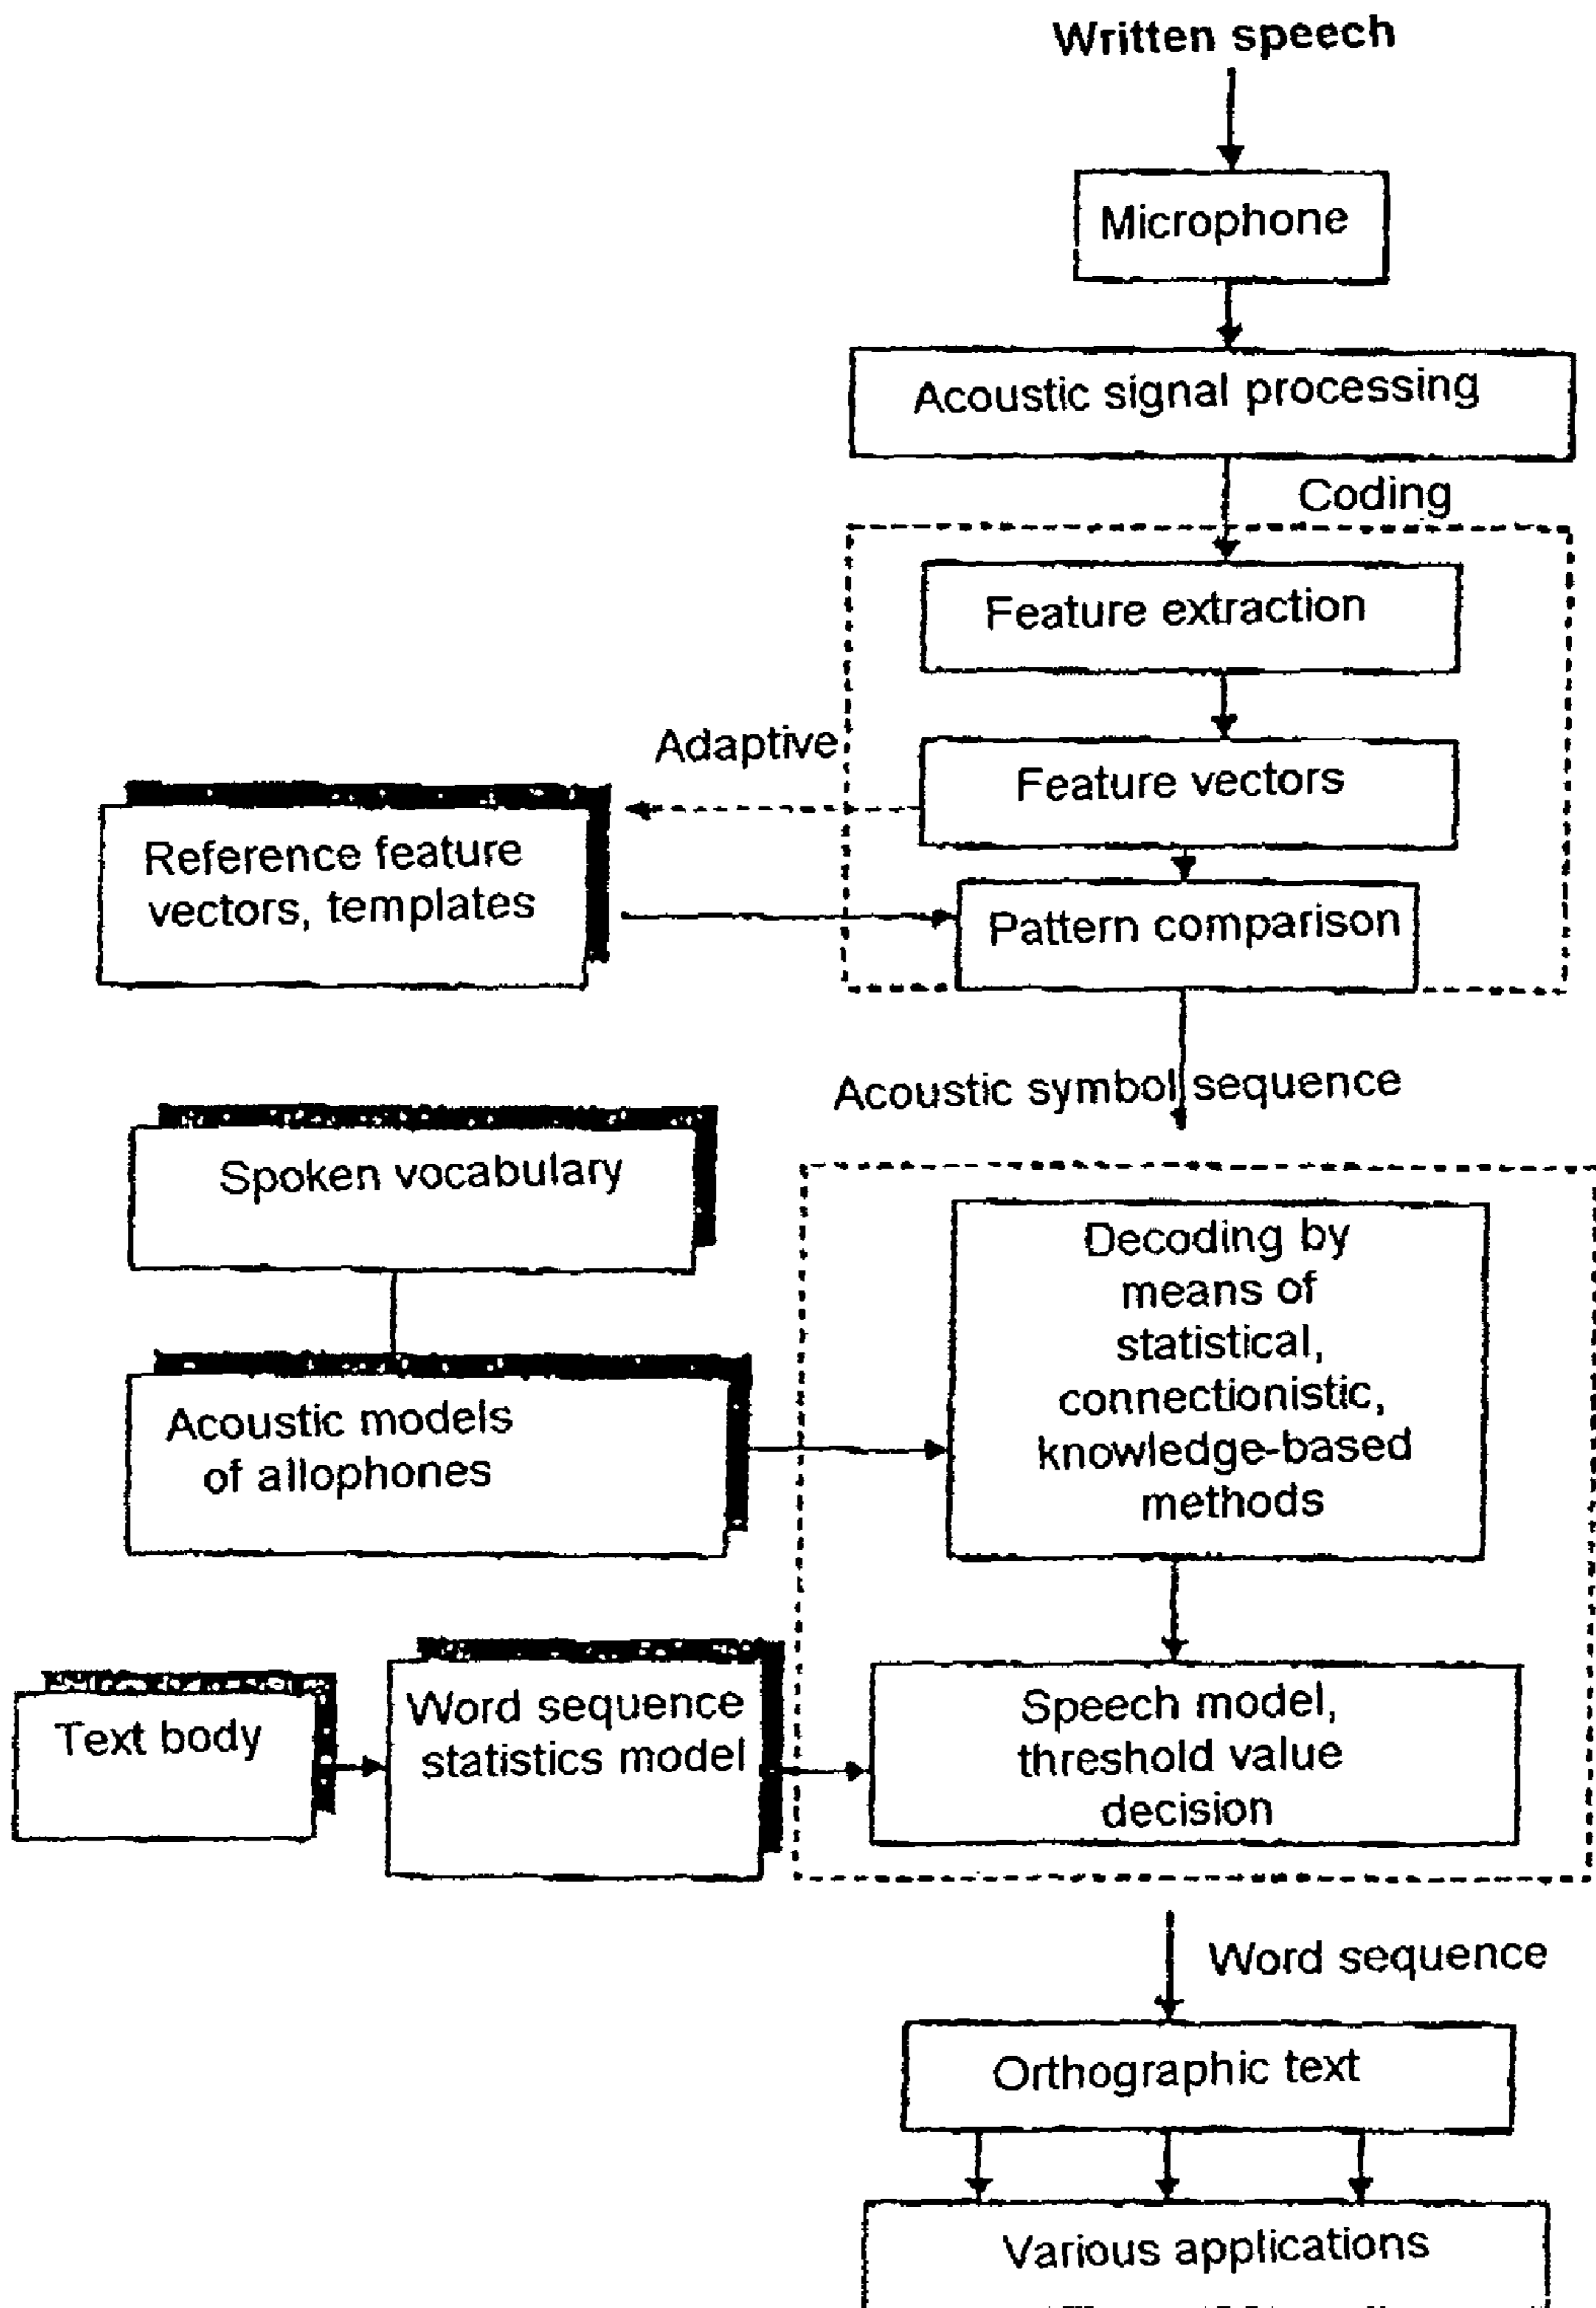 Written speech
Microphone
Acoustic signal processing
Coding
Feature extraction
Adaptive
Feature vectors
Reference feature
vectors, templates
Pattern comparison
Acoustic symbol sequence
Spoken vocabulary
Decoding by
means of
statistical,
connectionistic,
knowledge-based
methods
Acoustic models
of allophones
Text body
Word sequence
statistics model
Speech model,
threshold value
decision
Word sequence
Orthographic text
Various applications